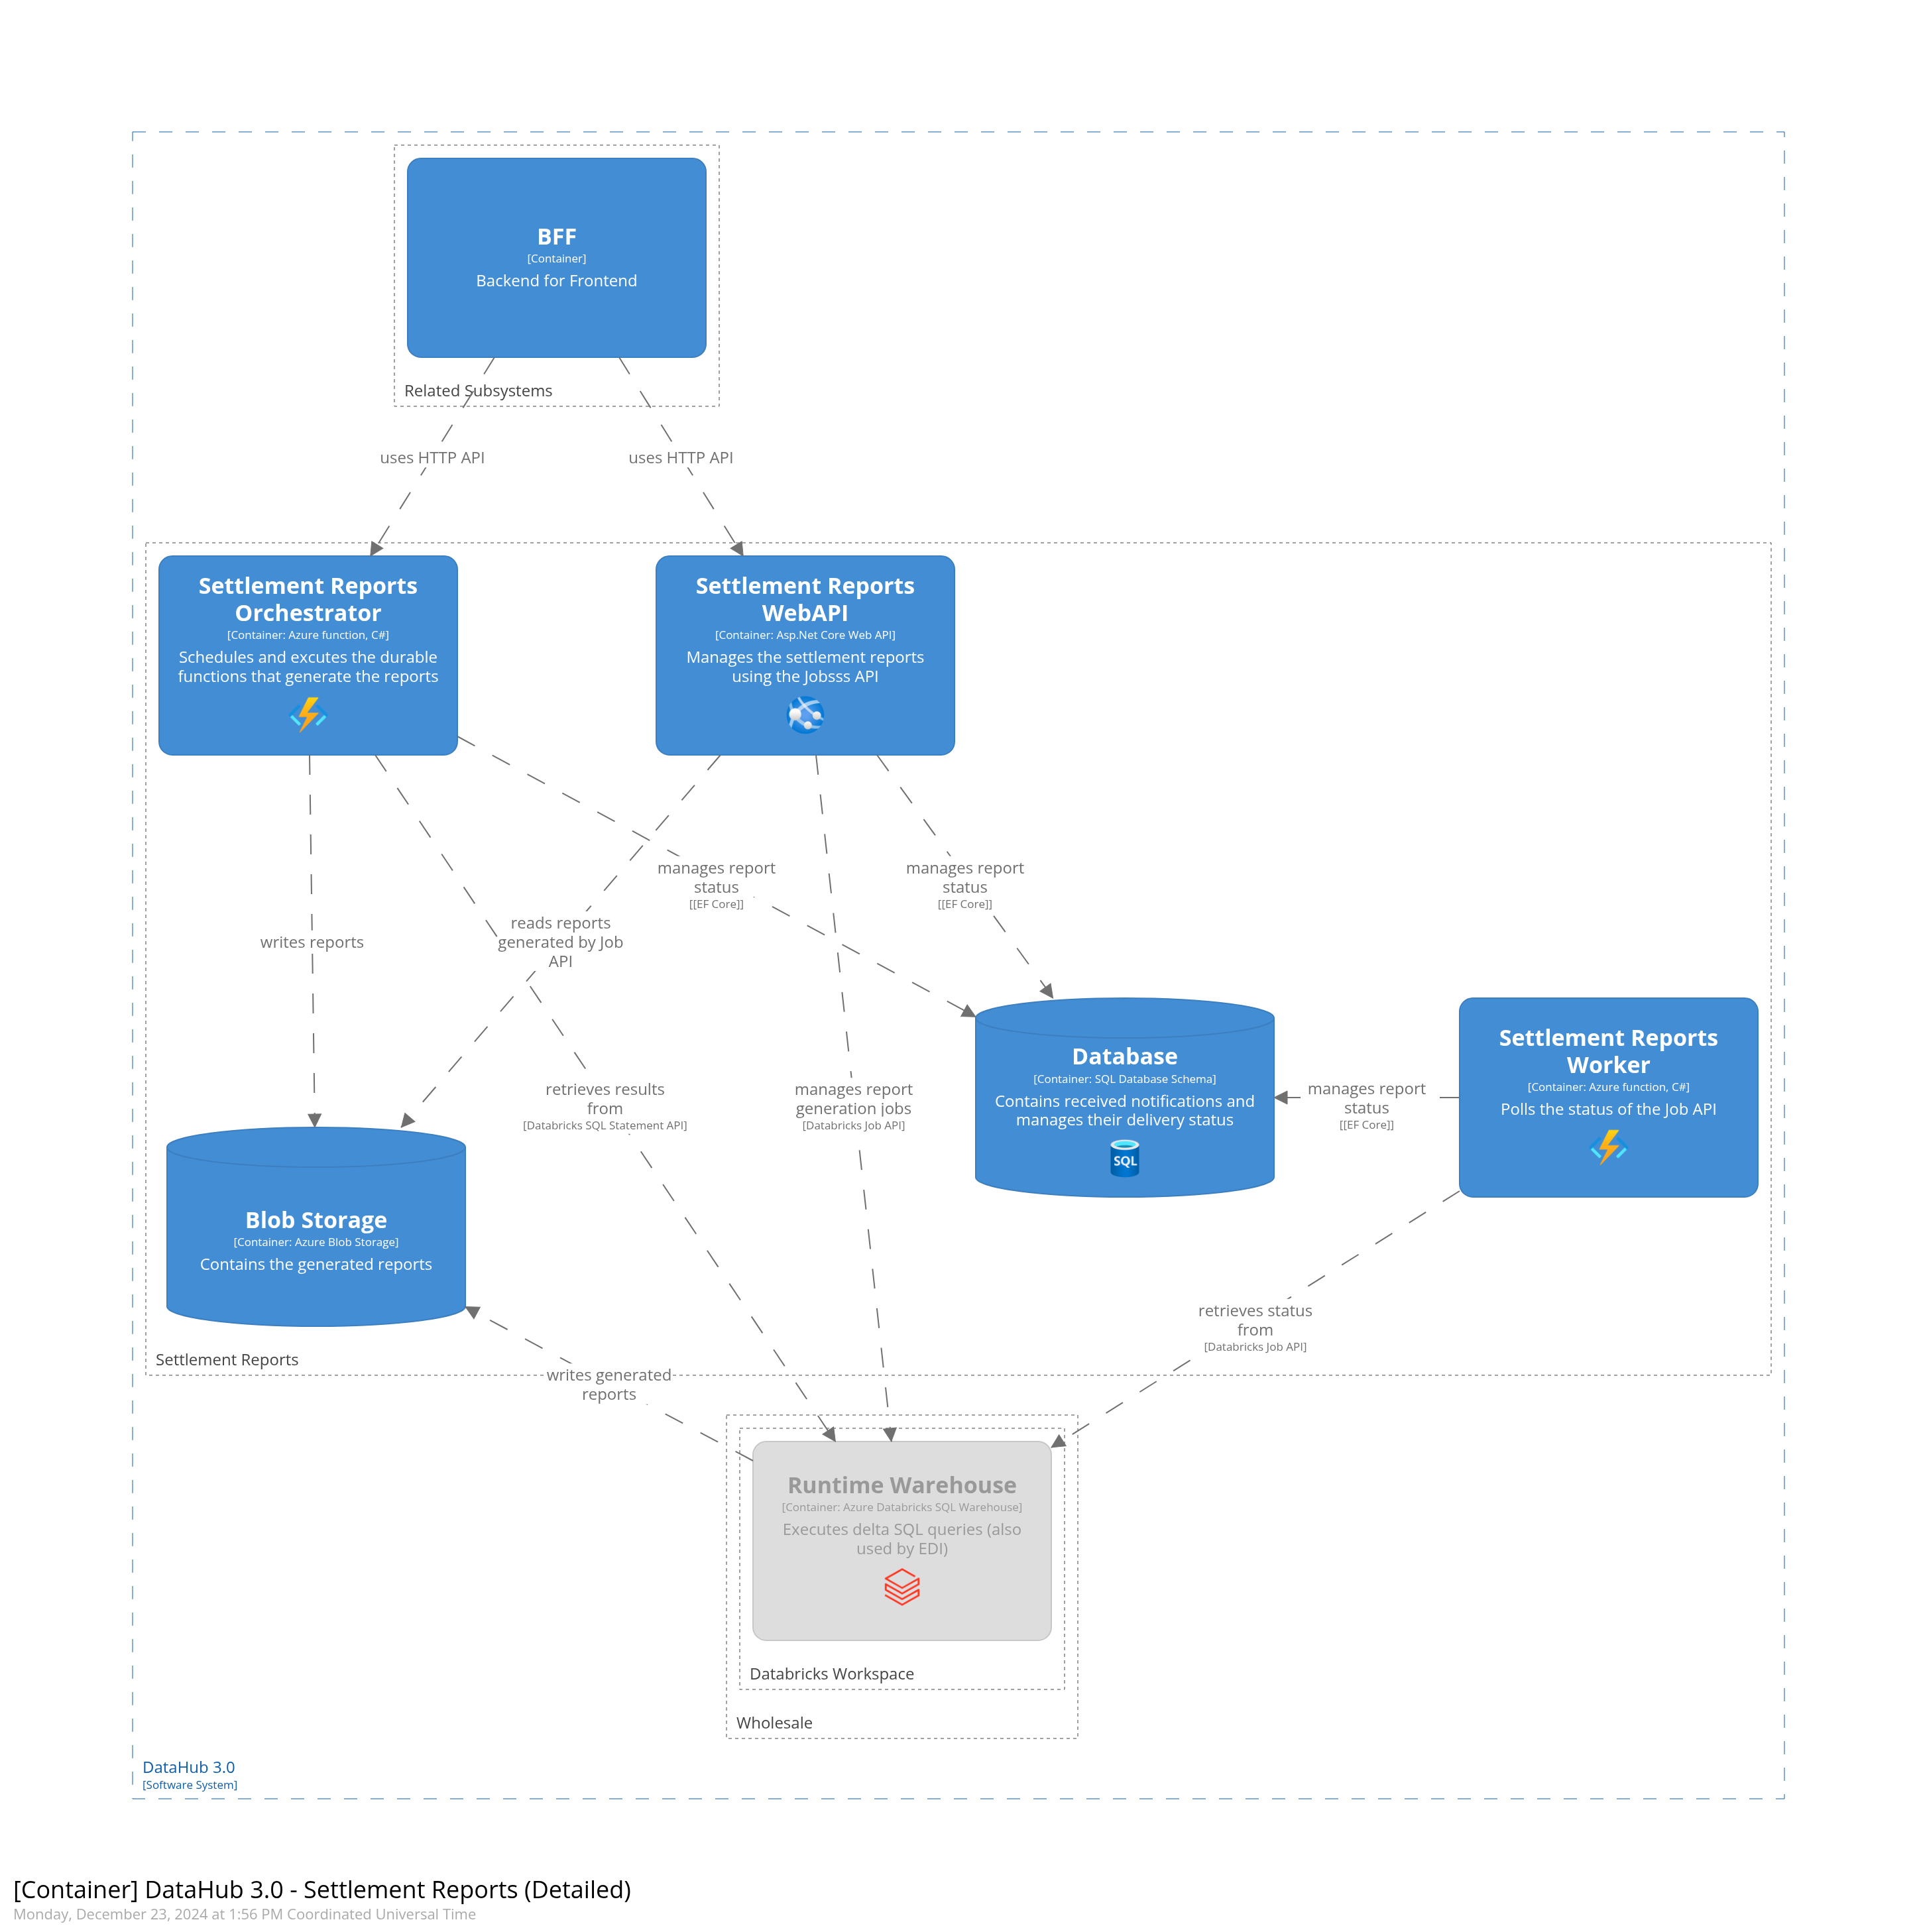 BFF
[Container]
Backend for Frontend
Related Subsystems
uses HTTP API
uses HTTP API
Settlement Reports
Orchestrator
[Container: Azure function, C#]
Schedules and excutes the durable
functions that generate the reports
Settlement Reports
WebAPI
[Container: Asp.Net Core Web API]
Manages the settlement reports
using the Jobsss API
manages report
status
[[EF Core]]
manages report
status
[[EF Core]]
writes reports
reads reports
generated by Job
API
retrieves results
from
[Databricks SQL Statement API]
manages report
generation jobs
[Databricks Job API]
Database
[Container: SQL Database Schema]
Contains received notifications and
manages their delivery status
SQL
manages report
status
[[EF Core]]
Settlement Reports
Worker
[Container: Azure function, C#]
Polls the status of the Job API
Blob Storage
[Container: Azure Blob Storage]
Contains the generated reports
retrieves status
from
[Databricks Job API]
Settlement Reports
writes generated
reports
Runtime Warehouse
[Container: Azure Databricks SQL Warehouse]
Executes delta SQL queries (also
used by EDI)
Databricks Workspace
Wholesale
DataHub 3.0
[Software System]
[Container] DataHub 3.0 - Settlement Reports (Detailed)
Monday, December 23, 2024 at 1:56 PM Coordinated Universal Time